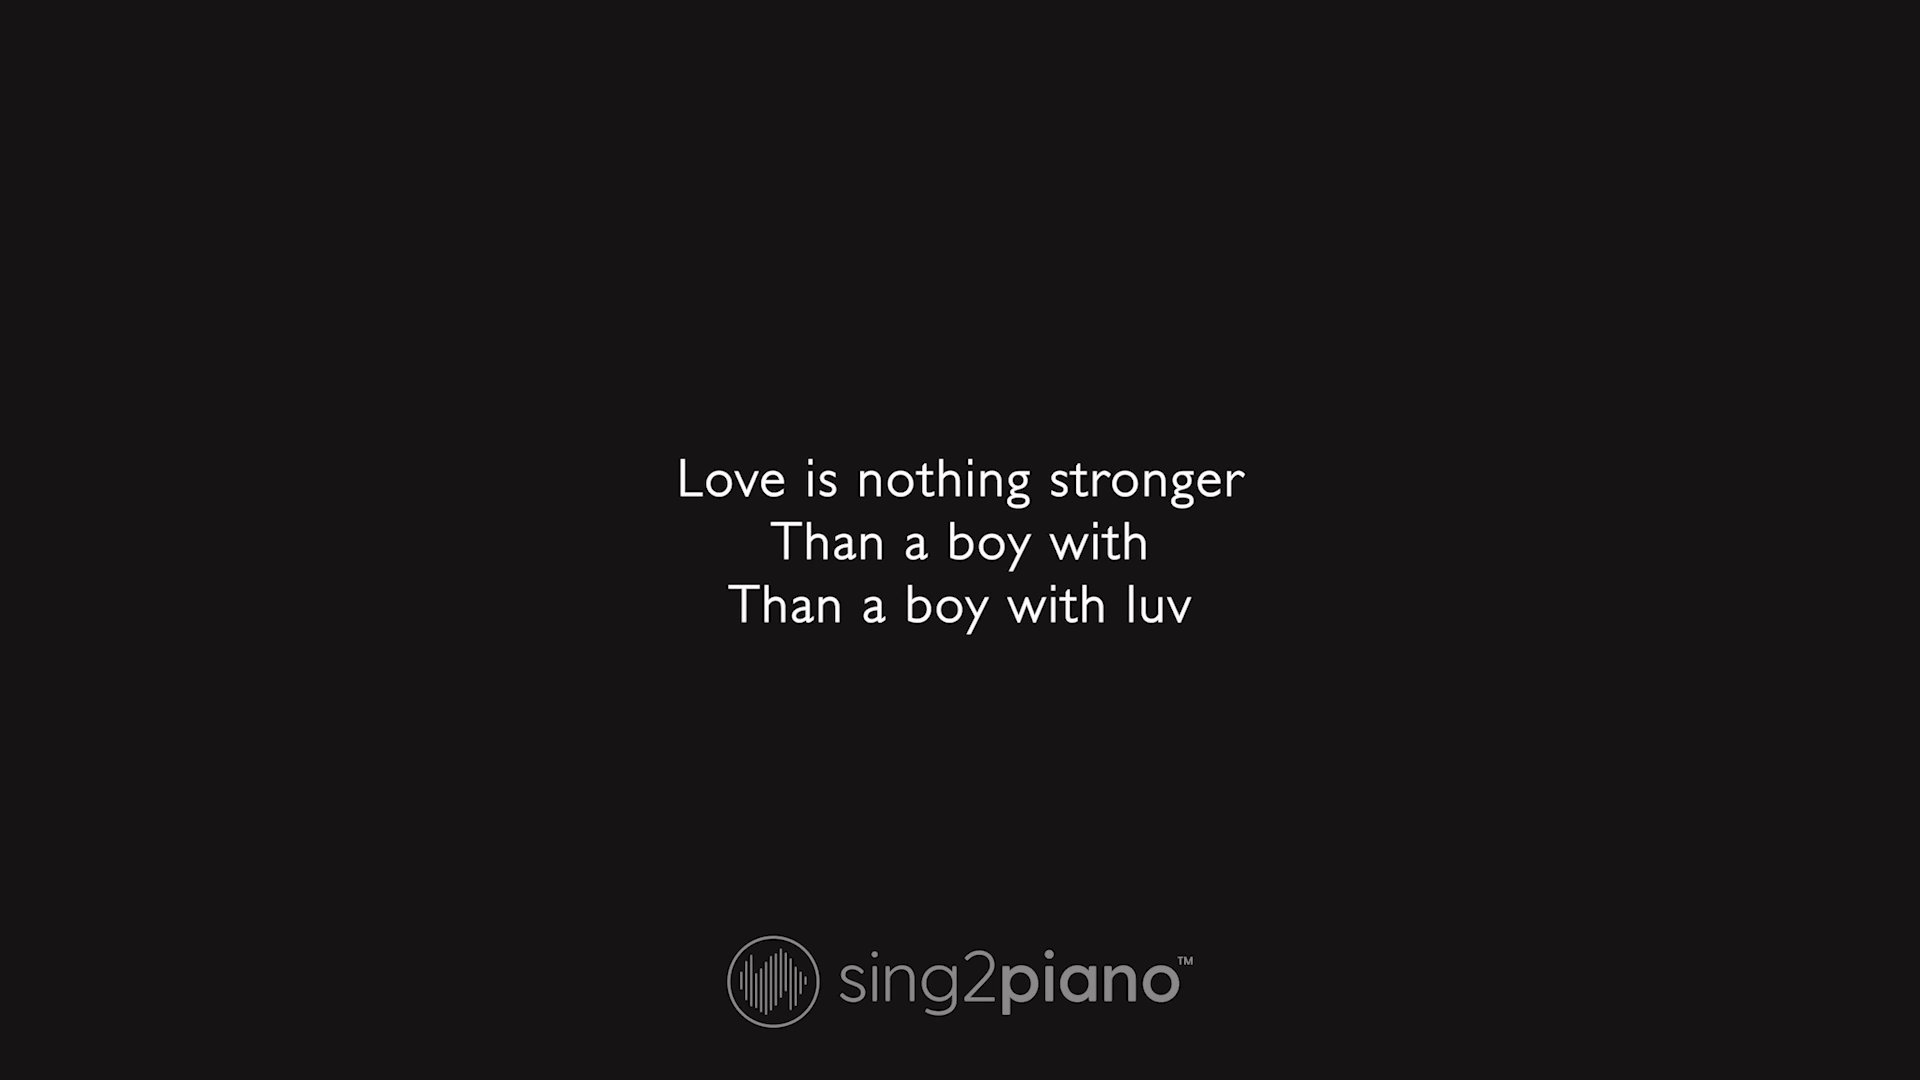 Love is nothing stronger
Than a boy with
Than a boy with luv
sing2piano™